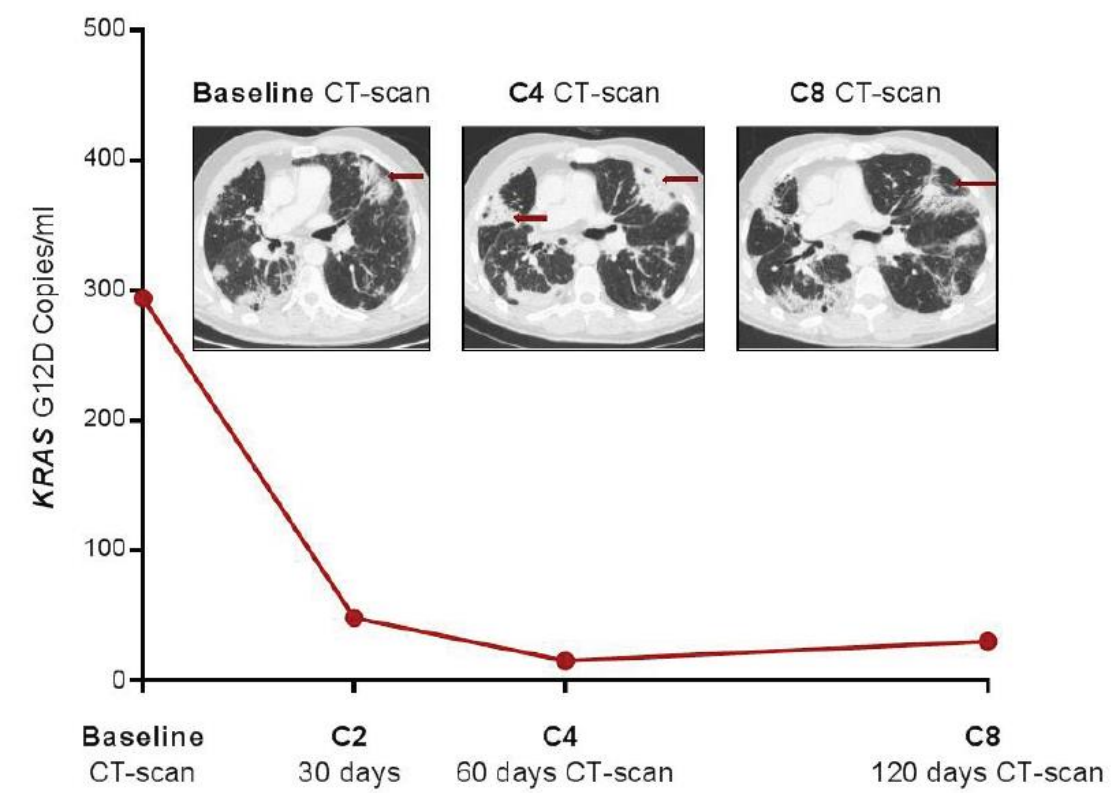 500
400
300
200
100
0
KRAS G12D Copies/ml
Baseline CT-scan
C4 CT-scan
C8 CT-scan
Baseline
CT-scan
C2
30 days
C4
60 days CT-scan
C8
120 days CT-scan